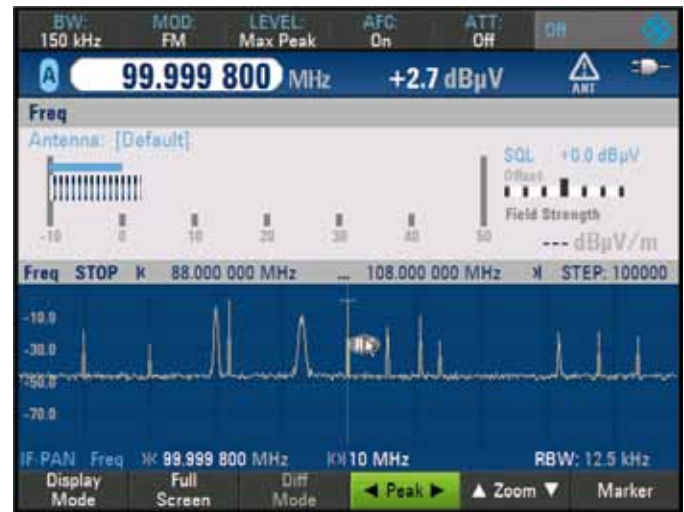 BW: MOD: LEVEL: AFC: ATT: Off
150 kHz FM Max Peak On Off
A 99.999 800 MHz +2.7 dBµV ANT
Freq
Antenna: [Default]
SQL +0.0 dBµV
Offset
Field Strength
-10 0 10 20 30 40 50
--- dBµV/m
Freq STOP 88.000 000 MHz ... 108.000 000 MHz STEP: 100000
-10.0
-30.0
-50.0
-70.0
IF-PAN Freq 99.999 800 MHz 10 MHz RBW: 12.5 kHz
Display Mode
Full Screen
Diff Mode
◄ Peak ►
▲ Zoom ▼
Marker